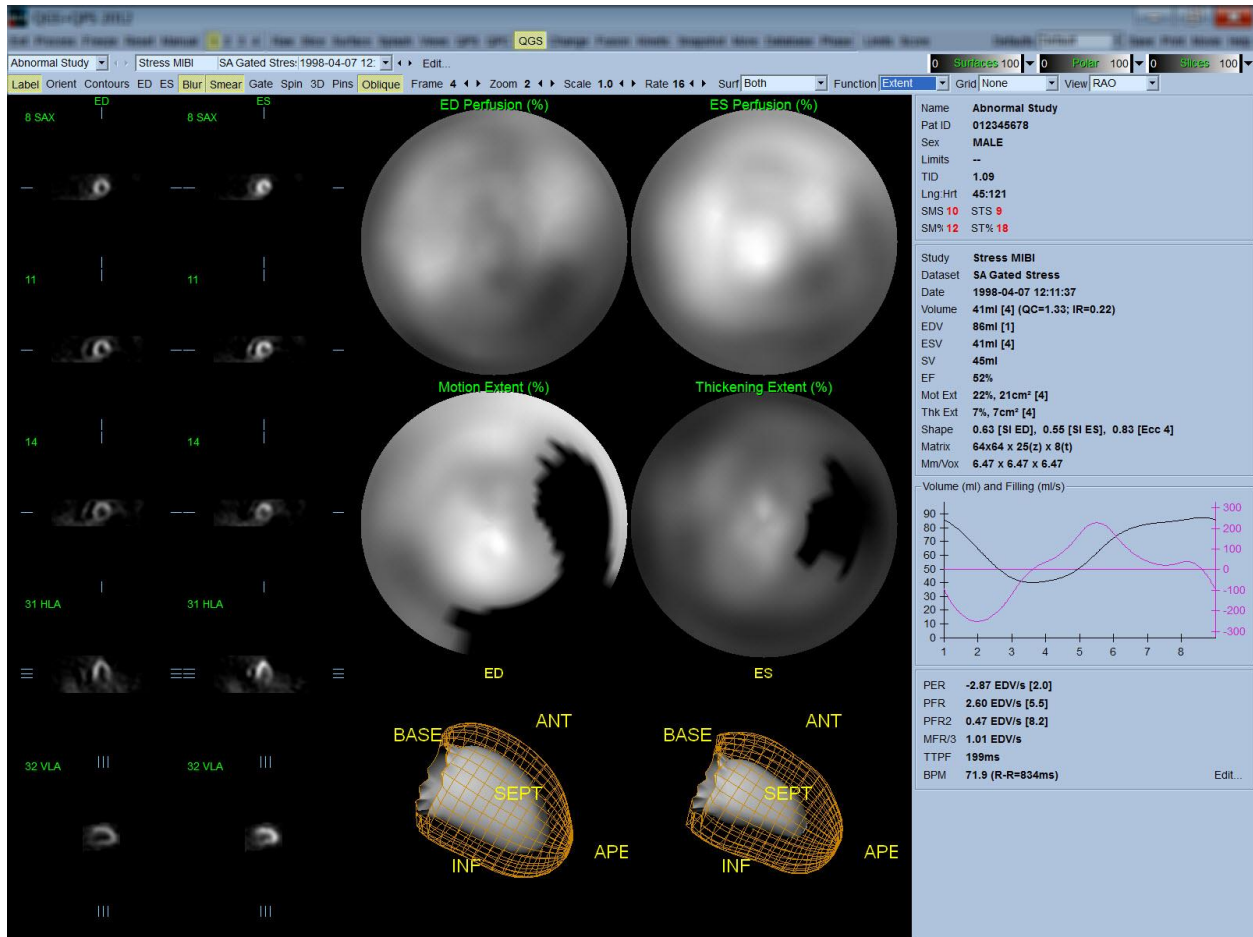 QGS+QPS 2012
QGS
Abnormal Study Stress MIBI SA Gated Stres: 1998-04-07 12: Edit...
0 Surfaces 100 0 Polar 100 0 Slices 100
Label Orient Contours ED ES Blur Smear Gate Spin 3D Pins Oblique Frame 4 Zoom 2 Scale 1.0 Rate 16 Surf Both Function Extent Grid None View RAO
ED ES
8 SAX 8 SAX
11 11
14 14
31 HLA 31 HLA
32 VLA 32 VLA
ED Perfusion (%) ES Perfusion (%)
Motion Extent (%) Thickening Extent (%)
ED ES
BASE ANT SEPT INF APE
BASE ANT SEPT INF APE
Name Abnormal Study
Pat ID 012345678
Sex MALE
Limits --
TID 1.09
Lng:Hrt 45:121
SMS 10 STS 9
SM% 12 ST% 18
Study Stress MIBI
Dataset SA Gated Stress
Date 1998-04-07 12:11:37
Volume 41ml [4] (QC=1.33; IR=0.22)
EDV 86ml [1]
ESV 41ml [4]
SV 45ml
EF 52%
Mot Ext 22%, 21cm² [4]
Thk Ext 7%, 7cm² [4]
Shape 0.63 [SI ED], 0.55 [SI ES], 0.83 [Ecc 4]
Matrix 64x64 x 25(z) x 8(t)
Mm/Vox 6.47 x 6.47 x 6.47
Volume (ml) and Filling (ml/s)
90 300
80 200
70
60 100
50 0
40
30 -100
20 -200
10
0 -300
1 2 3 4 5 6 7 8
PER -2.87 EDV/s [2.0]
PFR 2.60 EDV/s [5.5]
PFR2 0.47 EDV/s [8.2]
MFR/3 1.01 EDV/s
TTPF 199ms
BPM 71.9 (R-R=834ms) Edit...